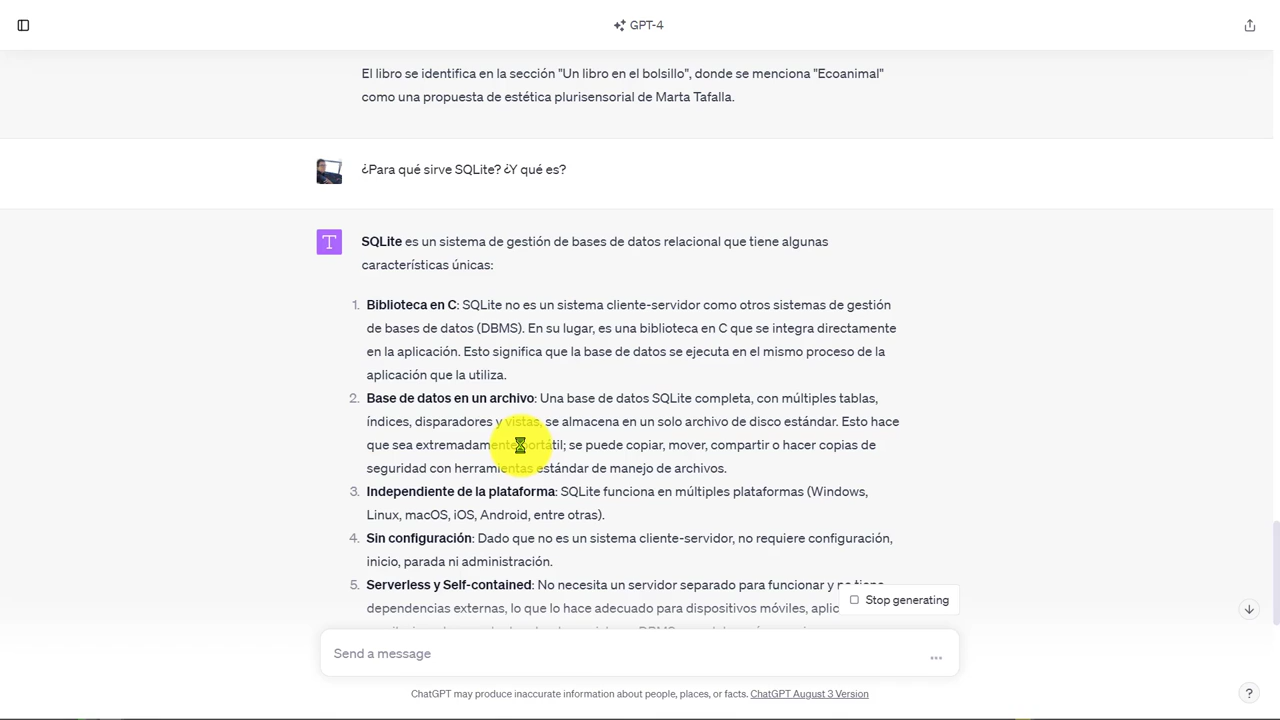 GPT-4
El libro se identifica en la sección "Un libro en el bolsillo", donde se menciona "Ecoanimal"
como una propuesta de estética plurisensorial de Marta Tafalla.
¿Para qué sirve SQLite? ¿Y qué es?
T
SQLite es un sistema de gestión de bases de datos relacional que tiene algunas
características únicas:
1. Biblioteca en C: SQLite no es un sistema cliente-servidor como otros sistemas de gestión
de bases de datos (DBMS). En su lugar, es una biblioteca en C que se integra directamente
en la aplicación. Esto significa que la base de datos se ejecuta en el mismo proceso de la
aplicación que la utiliza.
2. Base de datos en un archivo: Una base de datos SQLite completa, con múltiples tablas,
índices, disparadores y vistas, se almacena en un solo archivo de disco estándar. Esto hace
que sea extremadamente portátil; se puede copiar, mover, compartir o hacer copias de
seguridad con herramientas estándar de manejo de archivos.
3. Independiente de la plataforma: SQLite funciona en múltiples plataformas (Windows,
Linux, macOS, iOS, Android, entre otras).
4. Sin configuración: Dado que no es un sistema cliente-servidor, no requiere configuración,
inicio, parada ni administración.
5. Serverless y Self-contained: No necesita un servidor separado para funcionar y no tiene
dependencias externas, lo que lo hace adecuado para dispositivos móviles, aplic
Stop generating
Send a message
ChatGPT may produce inaccurate information about people, places, or facts. ChatGPT August 3 Version
?